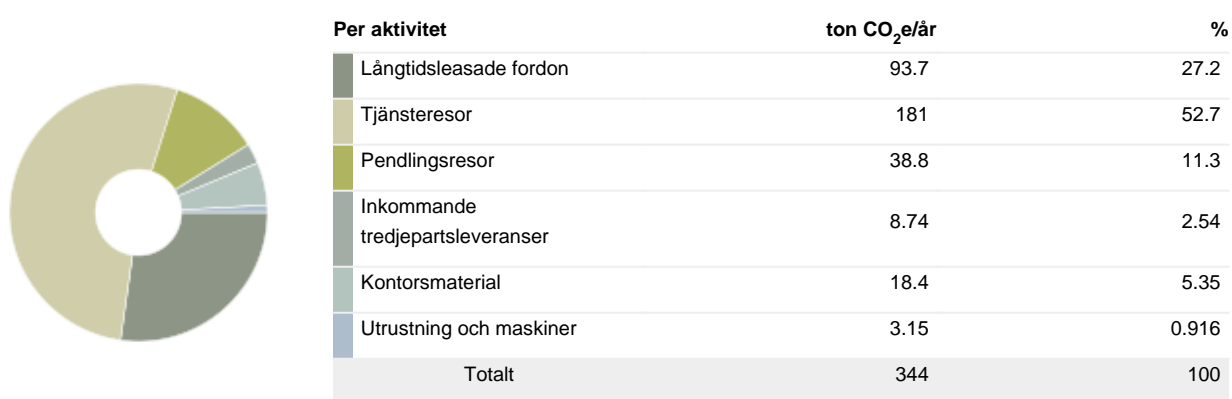 Per aktivitet ton CO₂e/år %
Långtidsleasade fordon 93.7 27.2
Tjänsteresor 181 52.7
Pendlingsresor 38.8 11.3
Inkommande
tredjepartsleveranser 8.74 2.54
Kontorsmaterial 18.4 5.35
Utrustning och maskiner 3.15 0.916
Totalt 344 100